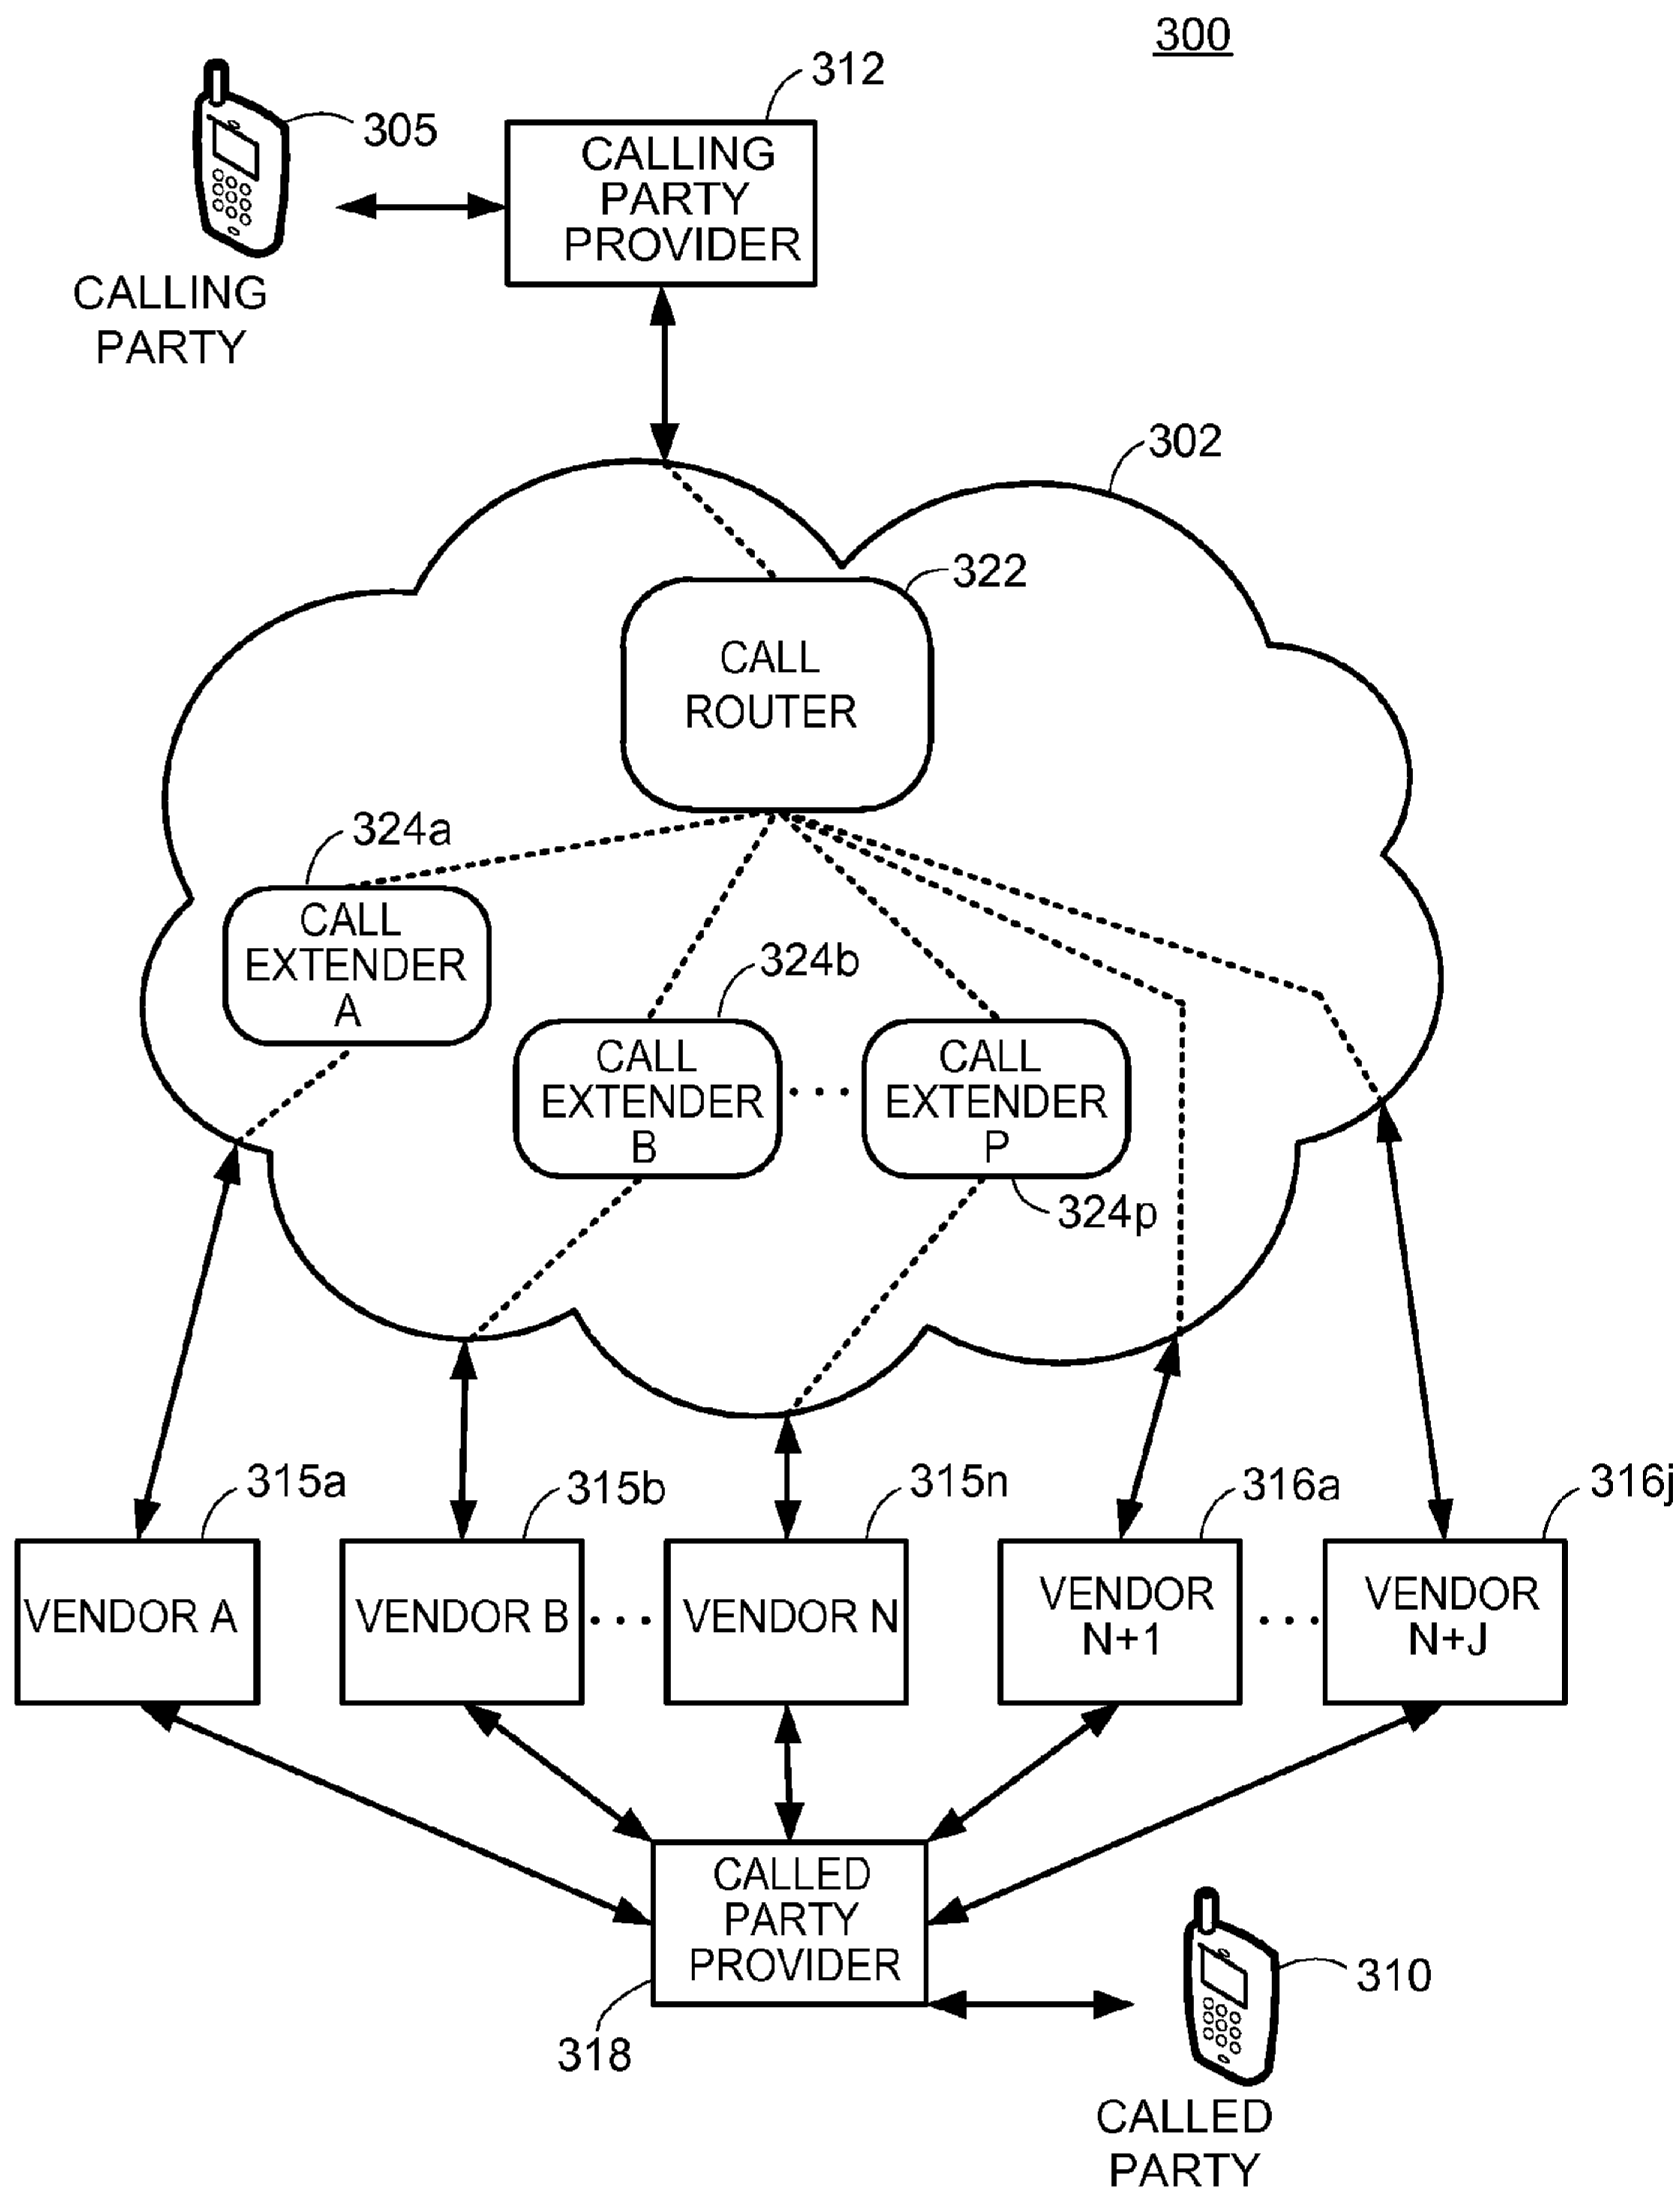 300
312
305
CALLING
PARTY
PROVIDER
CALLING
PARTY
302
322
CALL
ROUTER
324a
CALL
EXTENDER
A
324b
CALL
EXTENDER
B
...
CALL
EXTENDER
P
324p
315a
315b
315n
316a
316j
VENDOR A
VENDOR B
...
VENDOR N
VENDOR
N+1
...
VENDOR
N+J
CALLED
PARTY
PROVIDER
318
310
CALLED
PARTY